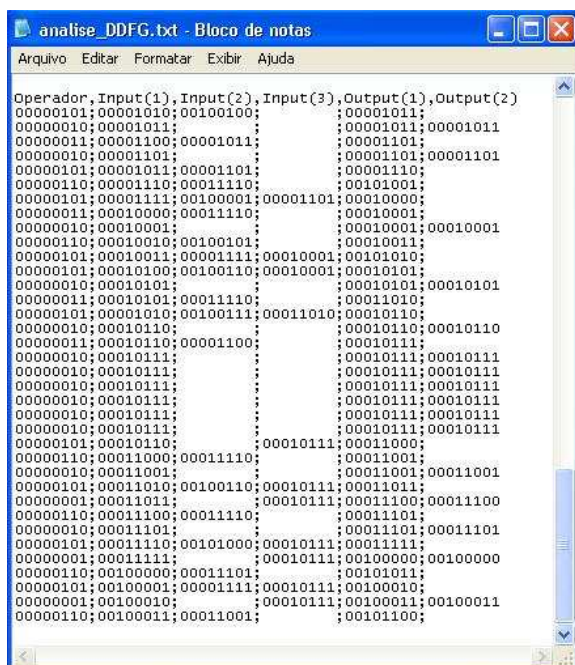 analise_DDFG.txt - Bloco de notas
Arquivo Editar Formatar Exibir Ajuda
Operador,Input(1),Input(2),Input(3),Output(1),Output(2)
00000101;00001010;00100100; ;00001011;
00000010;00001011; ; ;00001011;00001011
00000011;00001100;00001011; ;00001101;
00000010;00001101; ; ;00001101;00001101
00000101;00001011;00001101; ;00001110;
00000110;00001110;00011110; ;00101001;
00000101;00001111;00100001;00001101;00010000;
00000011;00010000;00011110; ;00010001;
00000010;00010001; ; ;00010001;00010001
00000110;00010010;00100101; ;00010011;
00000101;00010011;00001111;00010001;00101010;
00000101;00010100;00100110;00010001;00010101;
00000010;00010101; ; ;00010101;00010101
00000011;00010101;00011110; ;00011010;
00000101;00001010;00100111;00011010;00010110;
00000010;00010110; ; ;00010110;00010110
00000011;00010110;00001100; ;00010111;
00000010;00010111; ; ;00010111;00010111
00000010;00010111; ; ;00010111;00010111
00000010;00010111; ; ;00010111;00010111
00000010;00010111; ; ;00010111;00010111
00000010;00010111; ; ;00010111;00010111
00000010;00010111; ; ;00010111;00010111
00000101;00010110; 00010111;00011000;
00000110;00011000;00011110; ;00011001;
00000010;00011001; ; ;00011001;00011001
00000101;00011010;00100110;00010111;00011011;
00000001;00011011; 00010111;00011100;00011100
00000110;00011100;00011110; ;00011101;
00000010;00011101; ; ;00011101;00011101
00000101;00011110;00101000;00010111;00011111;
00000001;00011111; 00010111;00100000;00100000
00000110;00100000;00011101; ;00101011;
00000101;00100001;00001111;00010111;00100010;
00000001;00100010; 00010111;00100011;00100011
00000110;00100011;00011001; ;00101100;